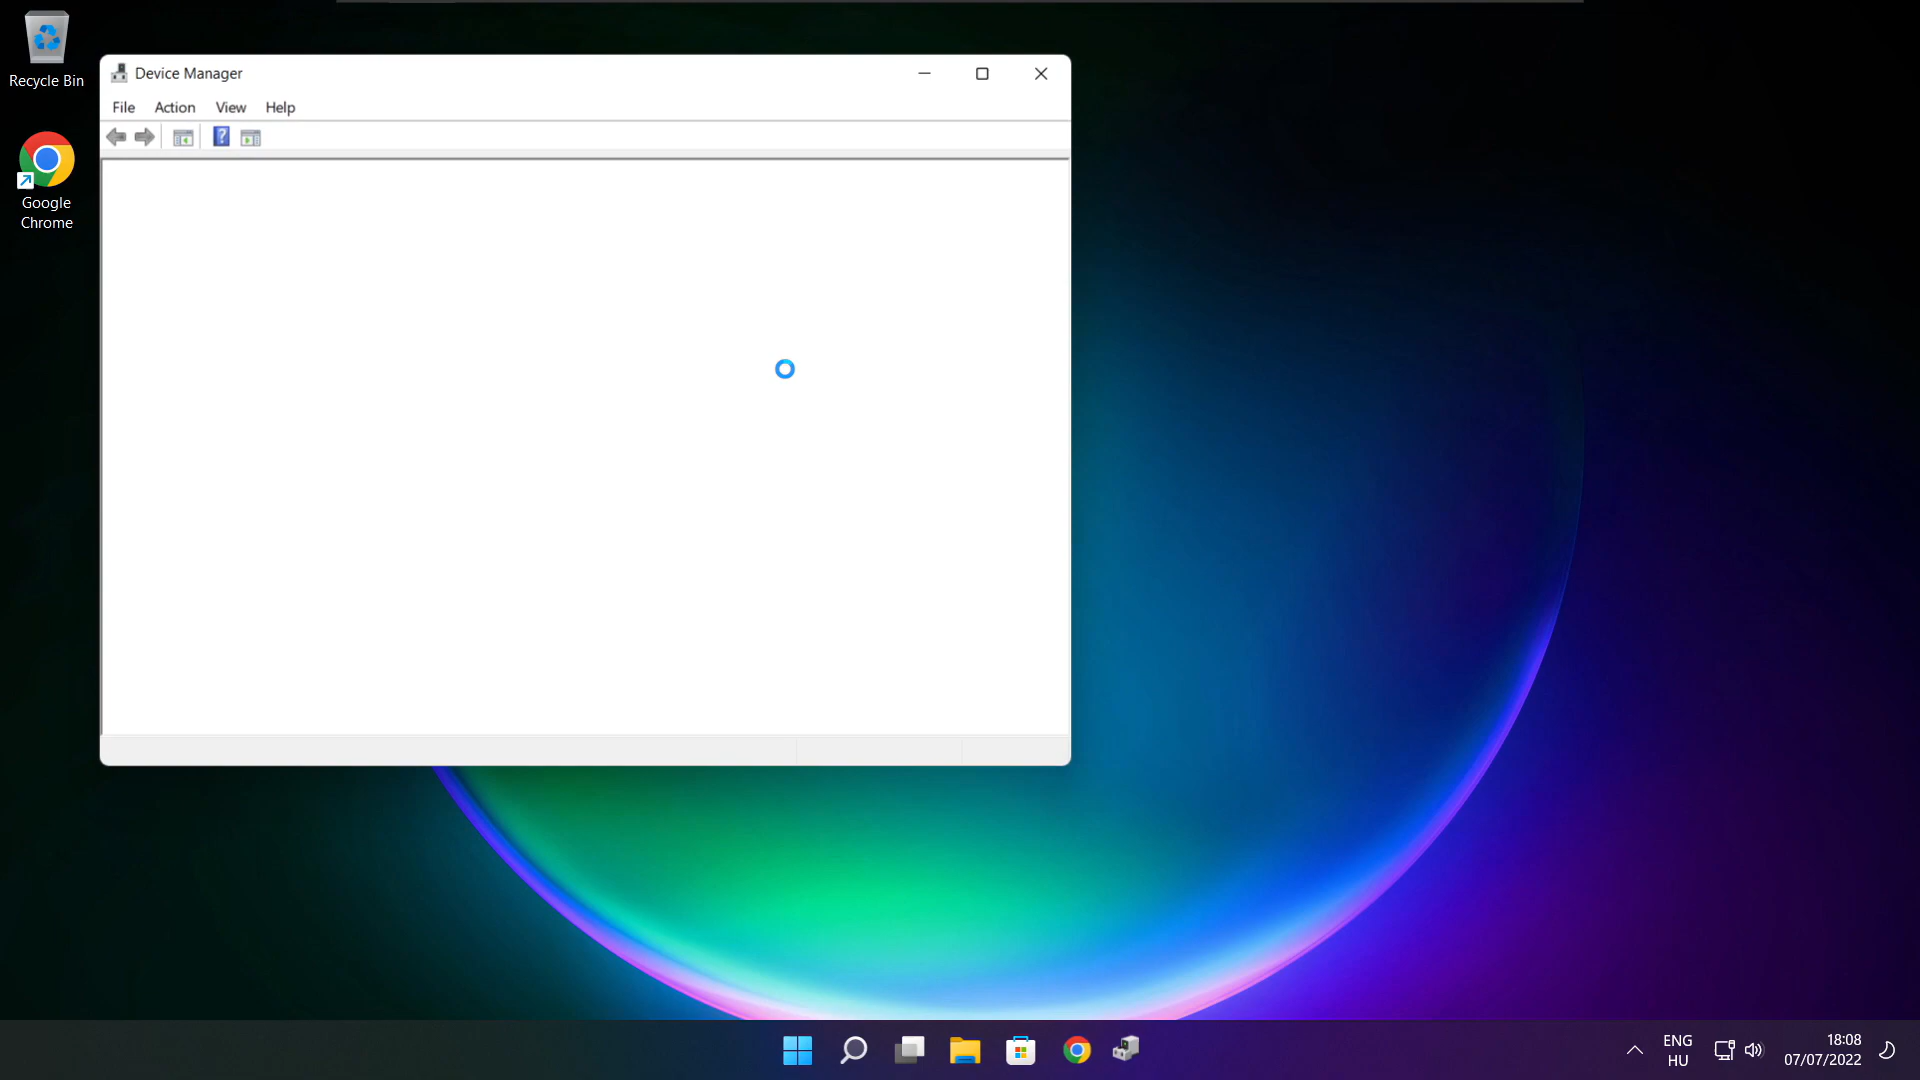 Recycle Bin
Device Manager
File Action View Help
?
Google
Chrome
ENG
HU
18:08
07/07/2022